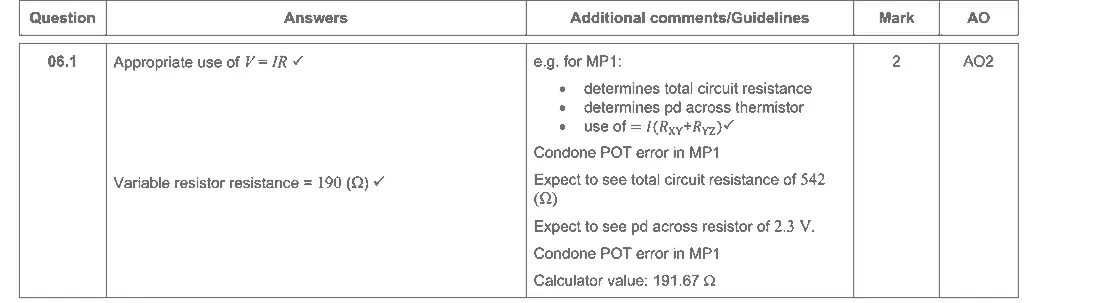 Question Answers Additional comments/Guidelines Mark AO
06.1 Appropriate use of V = IR ✓ e.g. for MP1: 2 AO2
• determines total circuit resistance
• determines pd across thermistor
• use of = I(RXY+RYZ)✓
Condone POT error in MP1
Variable resistor resistance = 190 (Ω) ✓ Expect to see total circuit resistance of 542
(Ω)
Expect to see pd across resistor of 2.3 V.
Condone POT error in MP1
Calculator value: 191.67 Ω